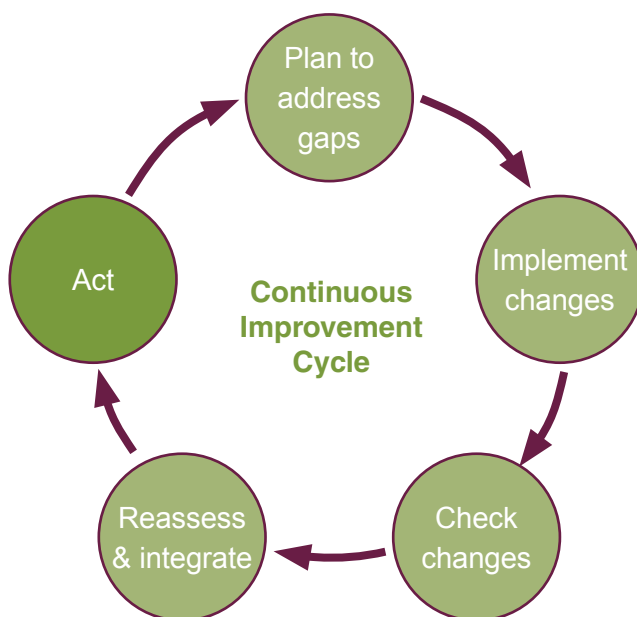 Plan to
address
gaps
Implement
changes
Check
changes
Reassess
& integrate
Act
Continuous
Improvement
Cycle